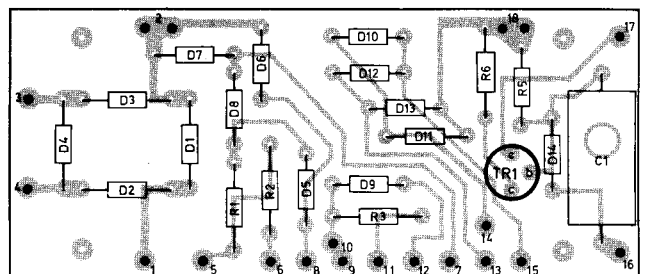 2 18 17
D10
D7 D6 D12 R6 R5
3 D3 D8 D13
D4 D1 D11 D14 C1
TR1 e b c
4 D2 R1 R2 D5 D9
R3
10 14
1 5 6 8 9 11 12 7 13 15 16